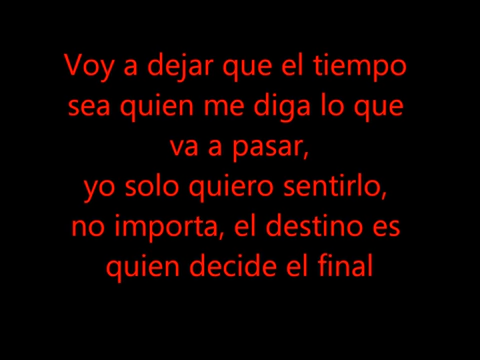 Voy a dejar que el tiempo
sea quien me diga lo que
va a pasar,
yo solo quiero sentirlo,
no importa, el destino es
quien decide el final